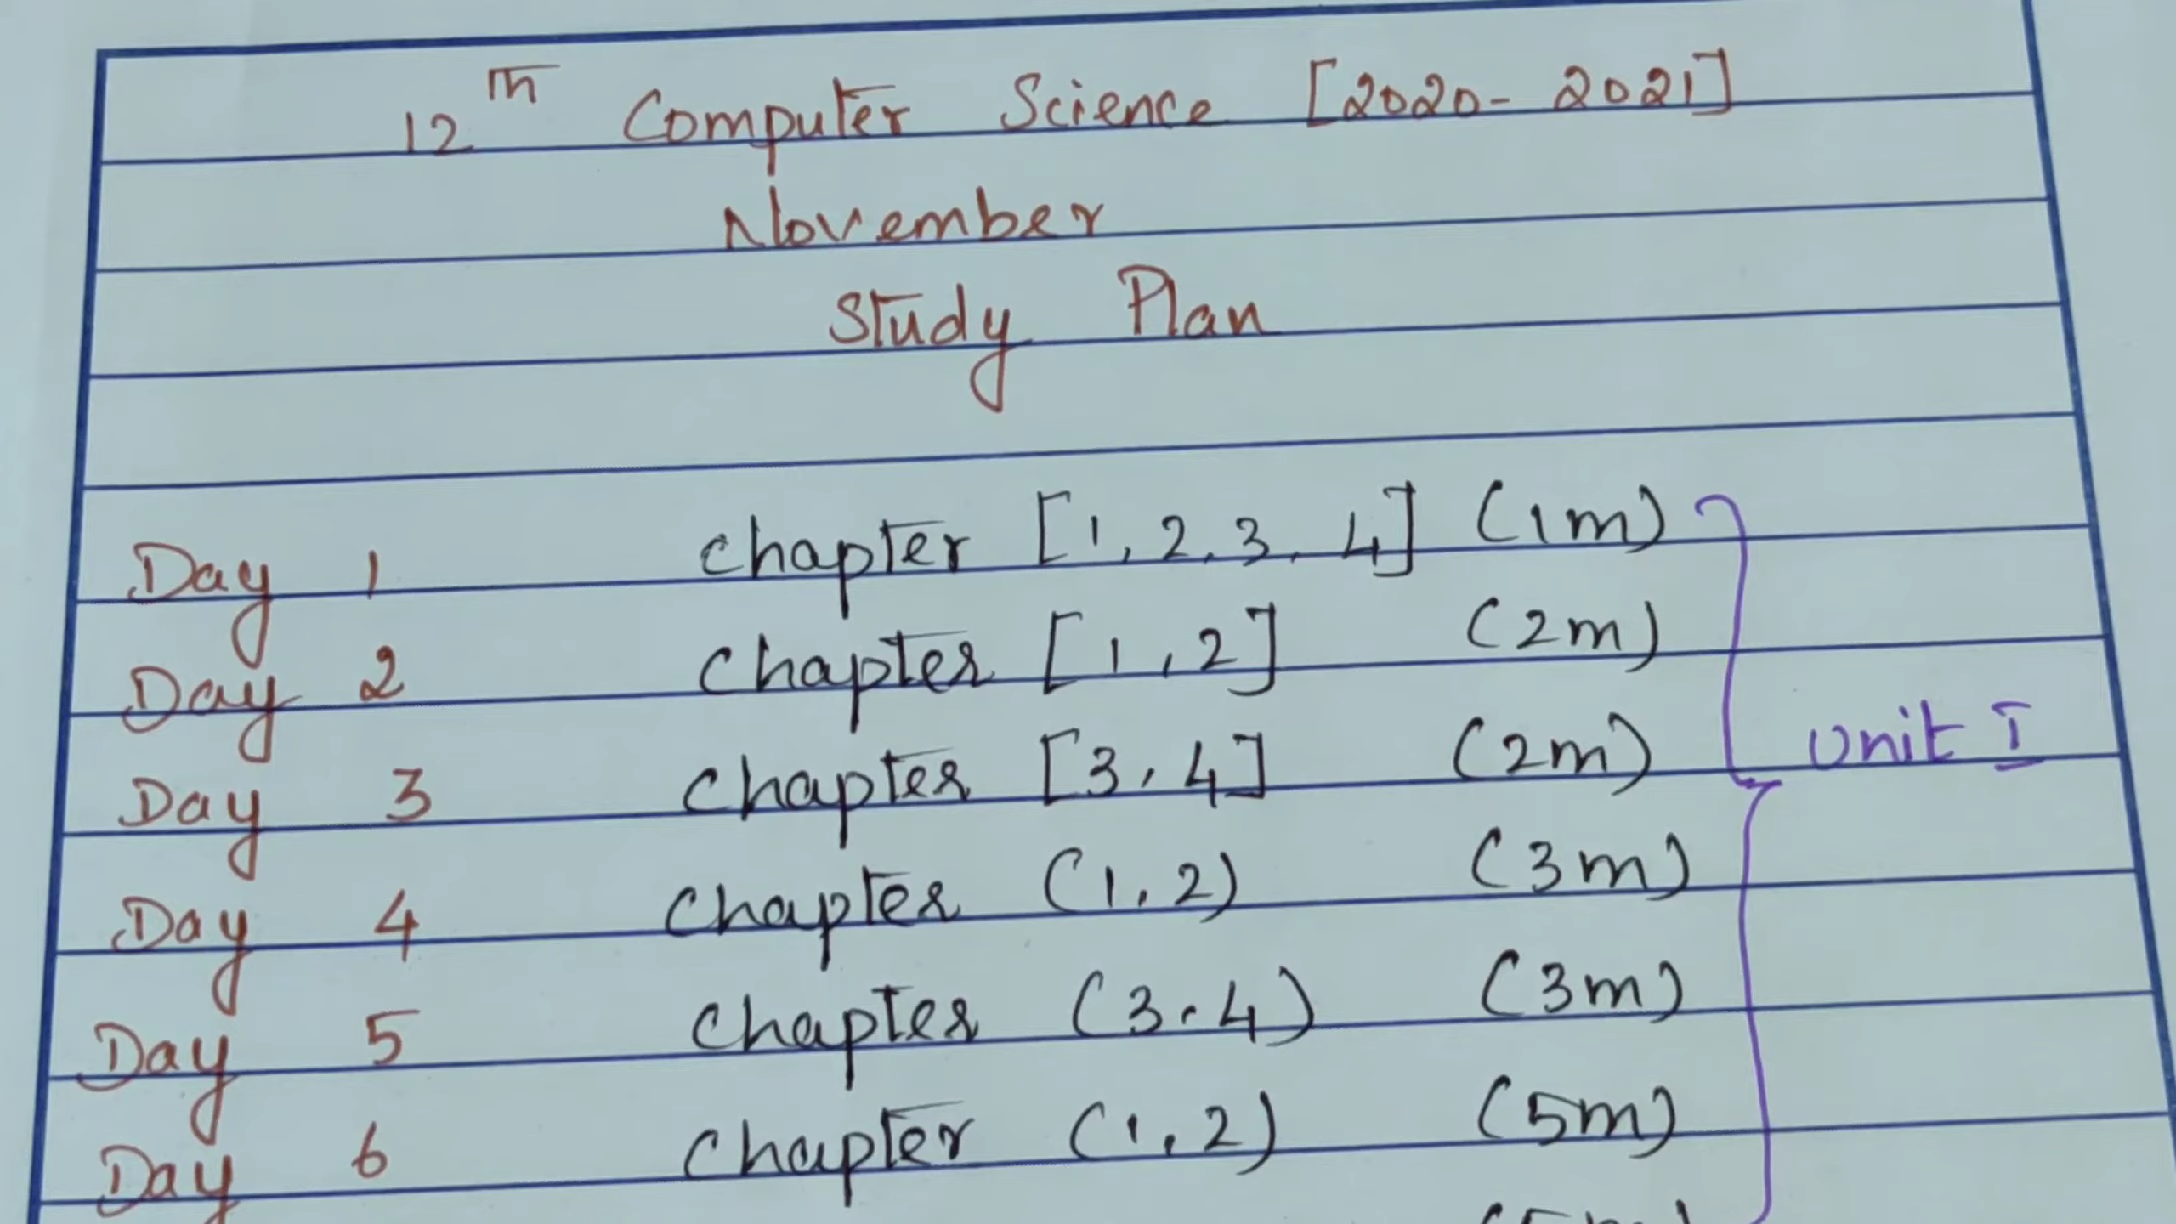 12th Computer Science [2020-2021]
November
Study Plan
Day 1 chapter [1, 2, 3, 4] (1m)
Day 2 chapter [1, 2] (2m)
Day 3 chapter [3, 4] (2m)
Unit I
Day 4 chapter (1, 2) (3m)
Day 5 chapter (3, 4) (3m)
Day 6 chapter (1, 2) (5m)